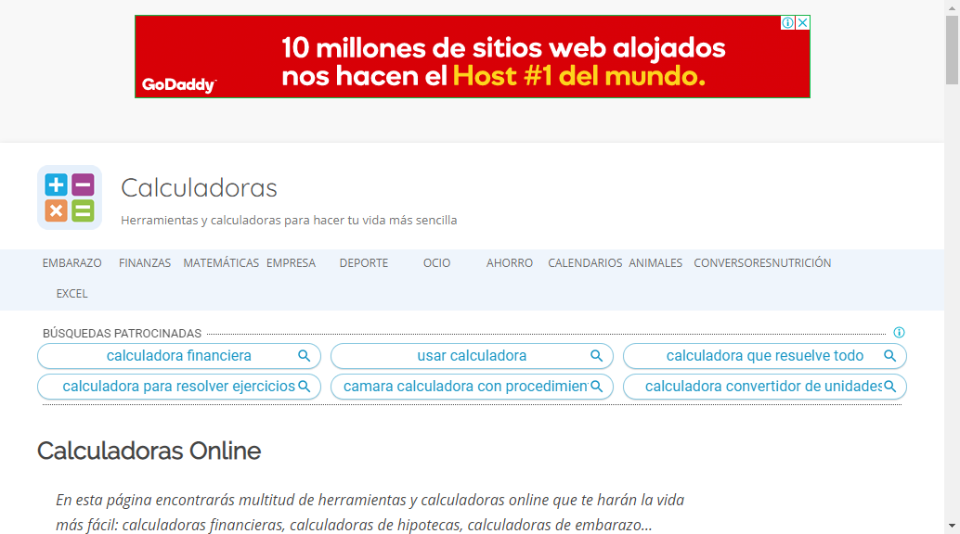 10 millones de sitios web alojados
nos hacen el Host #1 del mundo.
GoDaddy
Calculadoras
Herramientas y calculadoras para hacer tu vida más sencilla
EMBARAZO FINANZAS MATEMÁTICAS EMPRESA DEPORTE OCIO AHORRO CALENDARIOS ANIMALES CONVERSORES NUTRICIÓN
EXCEL
BÚSQUEDAS PATROCINADAS
calculadora financiera usar calculadora calculadora que resuelve todo
calculadora para resolver ejercicios camara calculadora con procedimien calculadora convertidor de unidades
Calculadoras Online
En esta página encontrarás multitud de herramientas y calculadoras online que te harán la vida
más fácil: calculadoras financieras, calculadoras de hipotecas, calculadoras de embarazo...